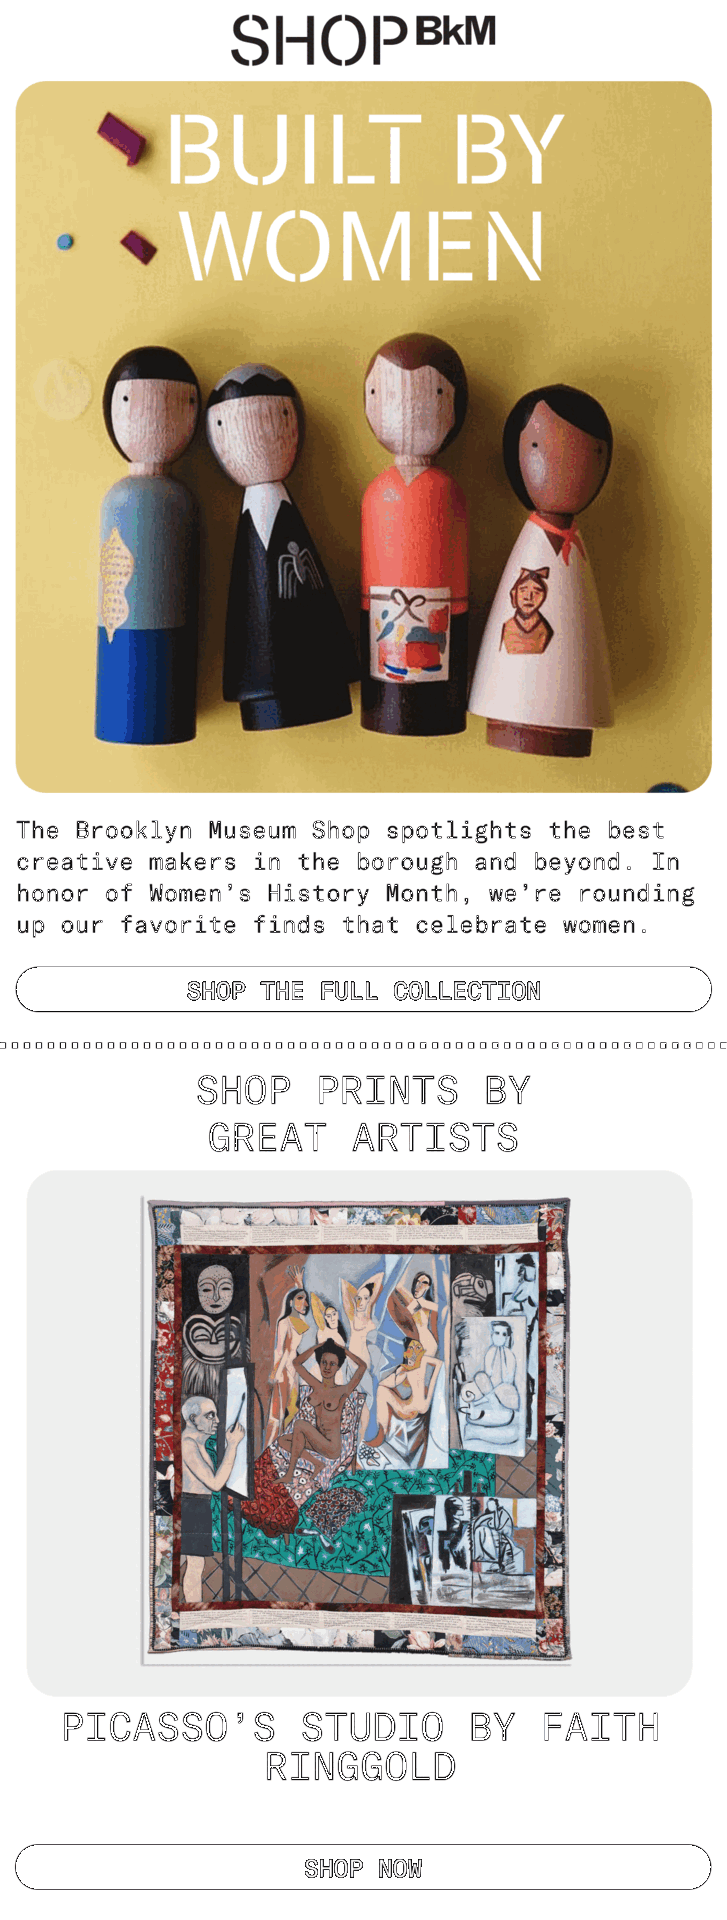 SHOP BkM
BUILT BY
WOMEN
The Brooklyn Museum Shop spotlights the best
creative makers in the borough and beyond. In
honor of Women’s History Month, we’re rounding
up our favorite finds that celebrate women.
SHOP THE FULL COLLECTION
SHOP PRINTS BY
GREAT ARTISTS
PICASSO’S STUDIO BY FAITH
RINGGOLD
SHOP NOW